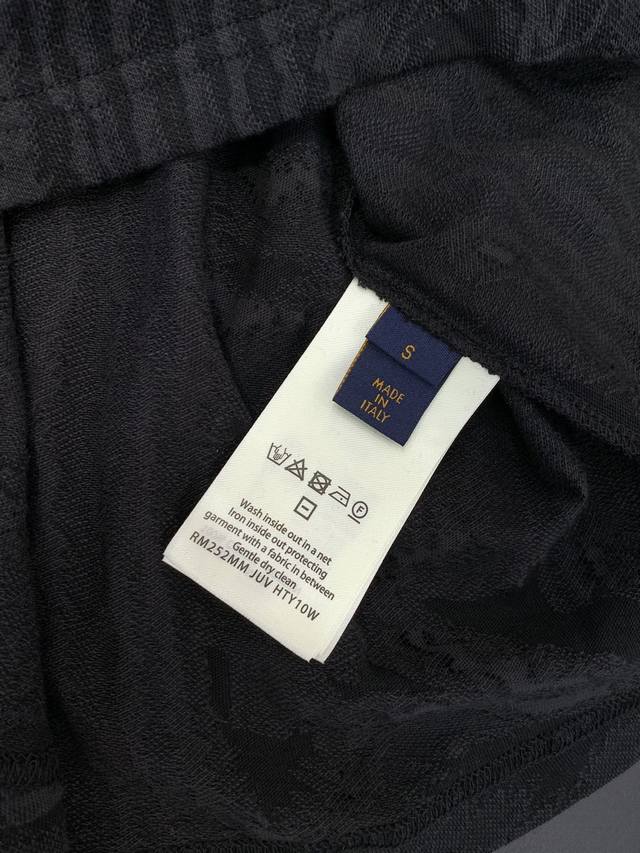 S
MADE
IN
ITALY
F
Wash inside out in a net
Iron inside out protecting
garment with a fabric in between
Gentle dry clean
RM252MM JUV HTY10W